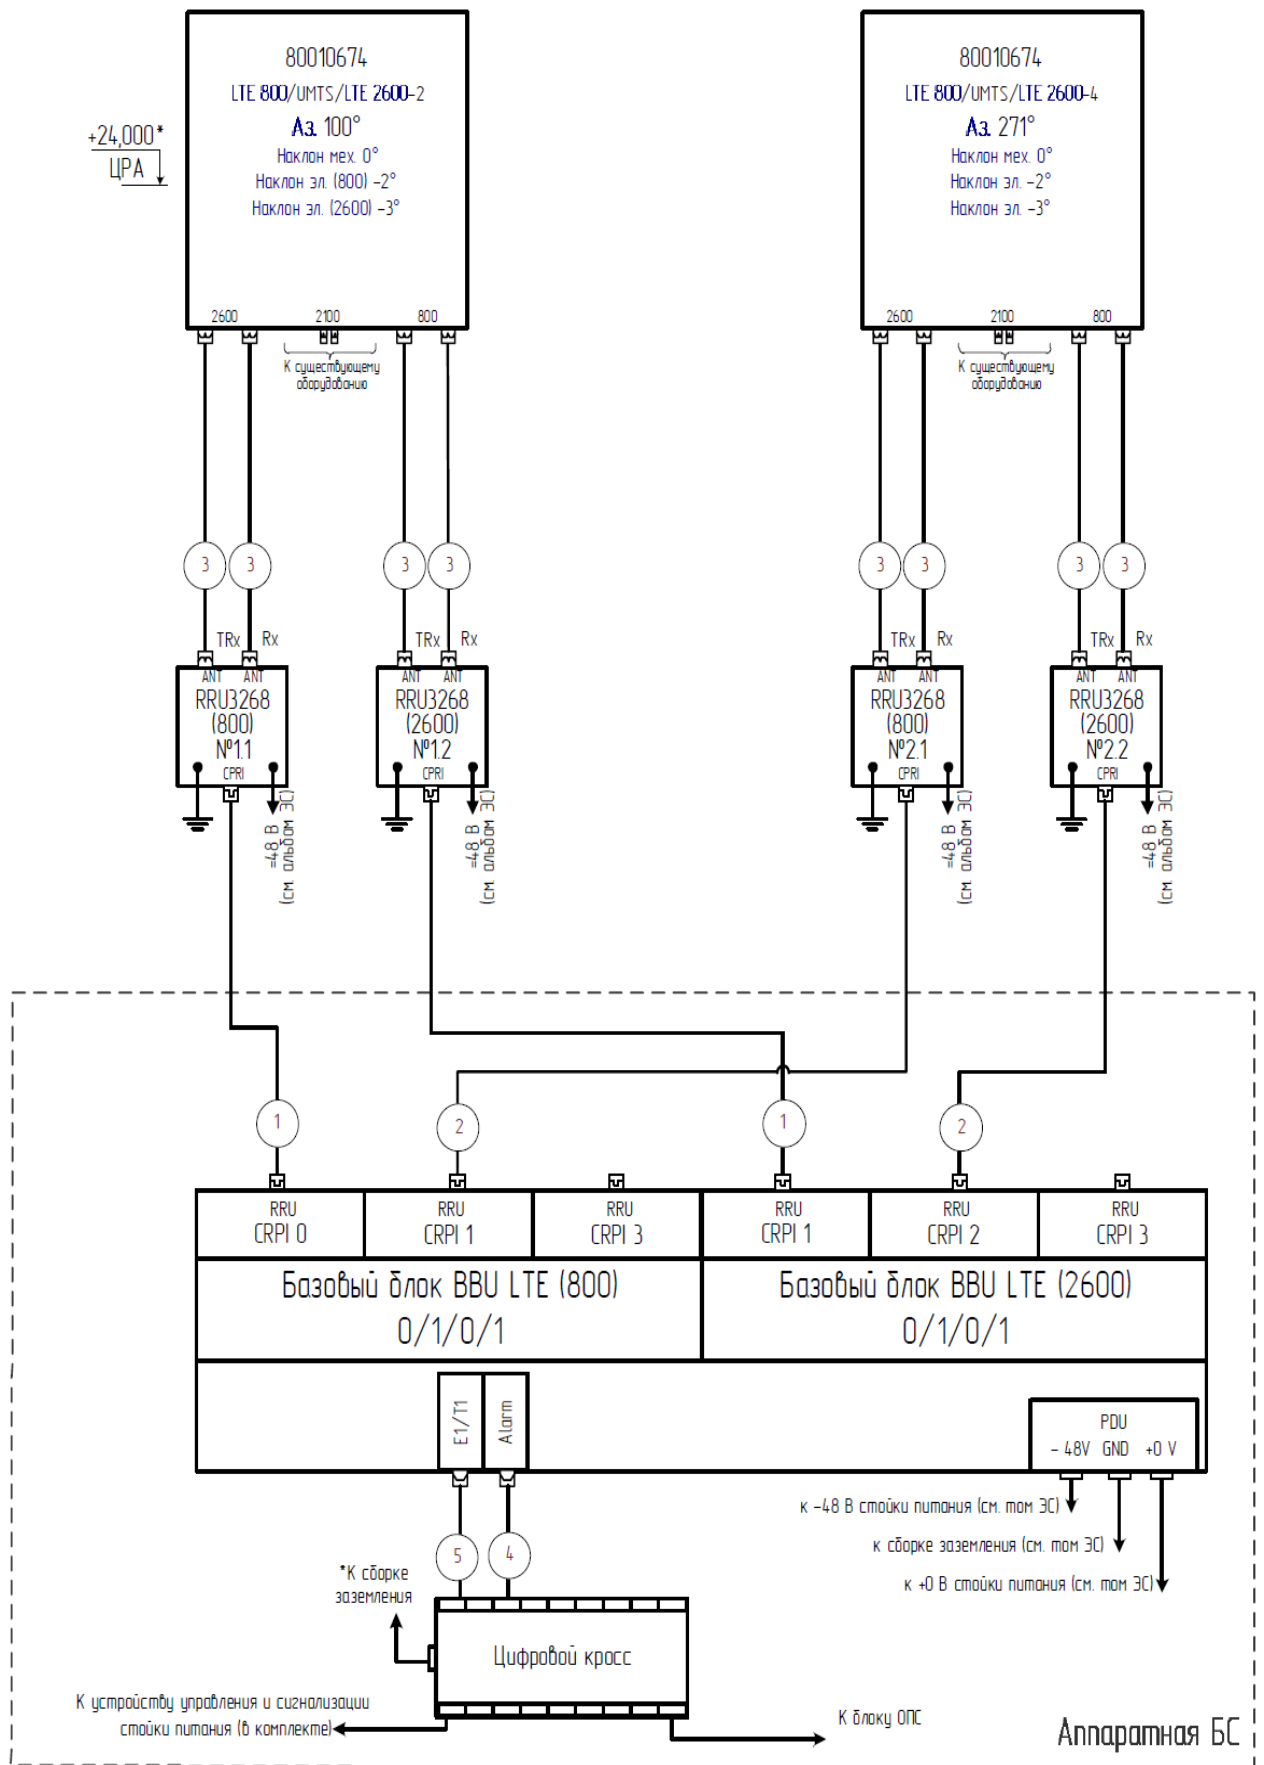 80010674
LTE 800/UMTS/LTE 2600-2
Аз. 100°
Наклон мех. 0°
Наклон эл. (800) -2°
Наклон эл. (2600) -3°
80010674
LTE 800/UMTS/LTE 2600-4
Аз. 271°
Наклон мех. 0°
Наклон эл. -2°
Наклон эл. -3°
+24,000*
ЦРА
2600 2100 800
К существующему
оборудованию
2600 2100 800
К существующему
оборудованию
3 3 3 3 3 3 3 3
TRx Rx TRx Rx TRx Rx TRx Rx
ANT ANT
RRU3268
(800)
№1.1
CPRI
=48 В
(см. альбом ЭС)
ANT ANT
RRU3268
(2600)
№1.2
CPRI
=48 В
(см. альбом ЭС)
ANT ANT
RRU3268
(800)
№2.1
CPRI
=48 В
(см. альбом ЭС)
ANT ANT
RRU3268
(2600)
№2.2
CPRI
=48 В
(см. альбом ЭС)
1 2 1 2
RRU
CRPI 0
RRU
CRPI 1
RRU
CRPI 3
RRU
CRPI 1
RRU
CRPI 2
RRU
CRPI 3
Базовый блок BBU LTE (800)
0/1/0/1
Базовый блок BBU LTE (2600)
0/1/0/1
E1/T1
Alarm
PDU
- 48V GND +0 V
к -48 В стойки питания (см. том ЭС)
к сборке заземления (см. том ЭС)
к +0 В стойки питания (см. том ЭС)
5 4
*К сборке
заземления
Цифровой кросс
К устройству управления и сигнализации
стойки питания (в комплекте)
К блоку ОПС
Аппаратная БС